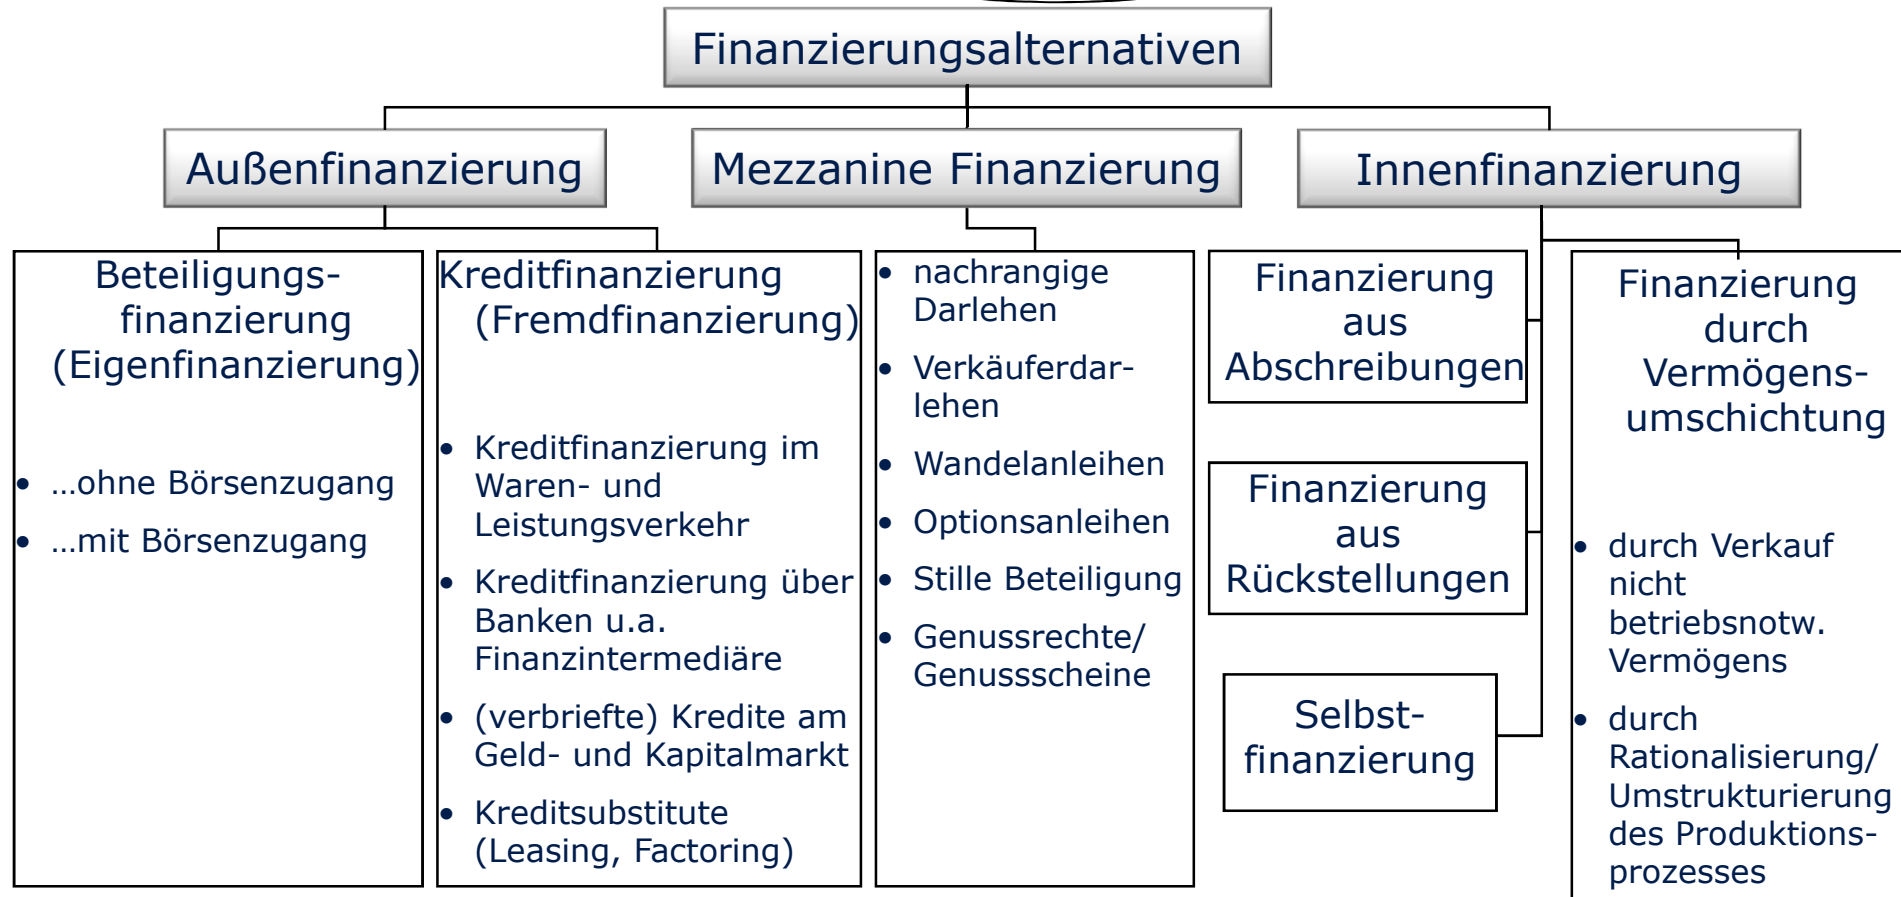 Finanzierungsalternativen
Außenfinanzierung
Mezzanine Finanzierung
Innenfinanzierung
Beteiligungs-
finanzierung
(Eigenfinanzierung)
• …ohne Börsenzugang
• …mit Börsenzugang
Kreditfinanzierung
(Fremdfinanzierung)
• Kreditfinanzierung im
Waren- und
Leistungsverkehr
• Kreditfinanzierung über
Banken u.a.
Finanzintermediäre
• (verbriefte) Kredite am
Geld- und Kapitalmarkt
• Kreditsubstitute
(Leasing, Factoring)
• nachrangige
Darlehen
• Verkäuferdar-
lehen
• Wandelanleihen
• Optionsanleihen
• Stille Beteiligung
• Genussrechte/
Genussscheine
Finanzierung
aus
Abschreibungen
Finanzierung
aus
Rückstellungen
Selbst-
finanzierung
Finanzierung
durch
Vermögens-
umschichtung
• durch Verkauf
nicht
betriebsnotw.
Vermögens
• durch
Rationalisierung/
Umstrukturierung
des Produktions-
prozesses